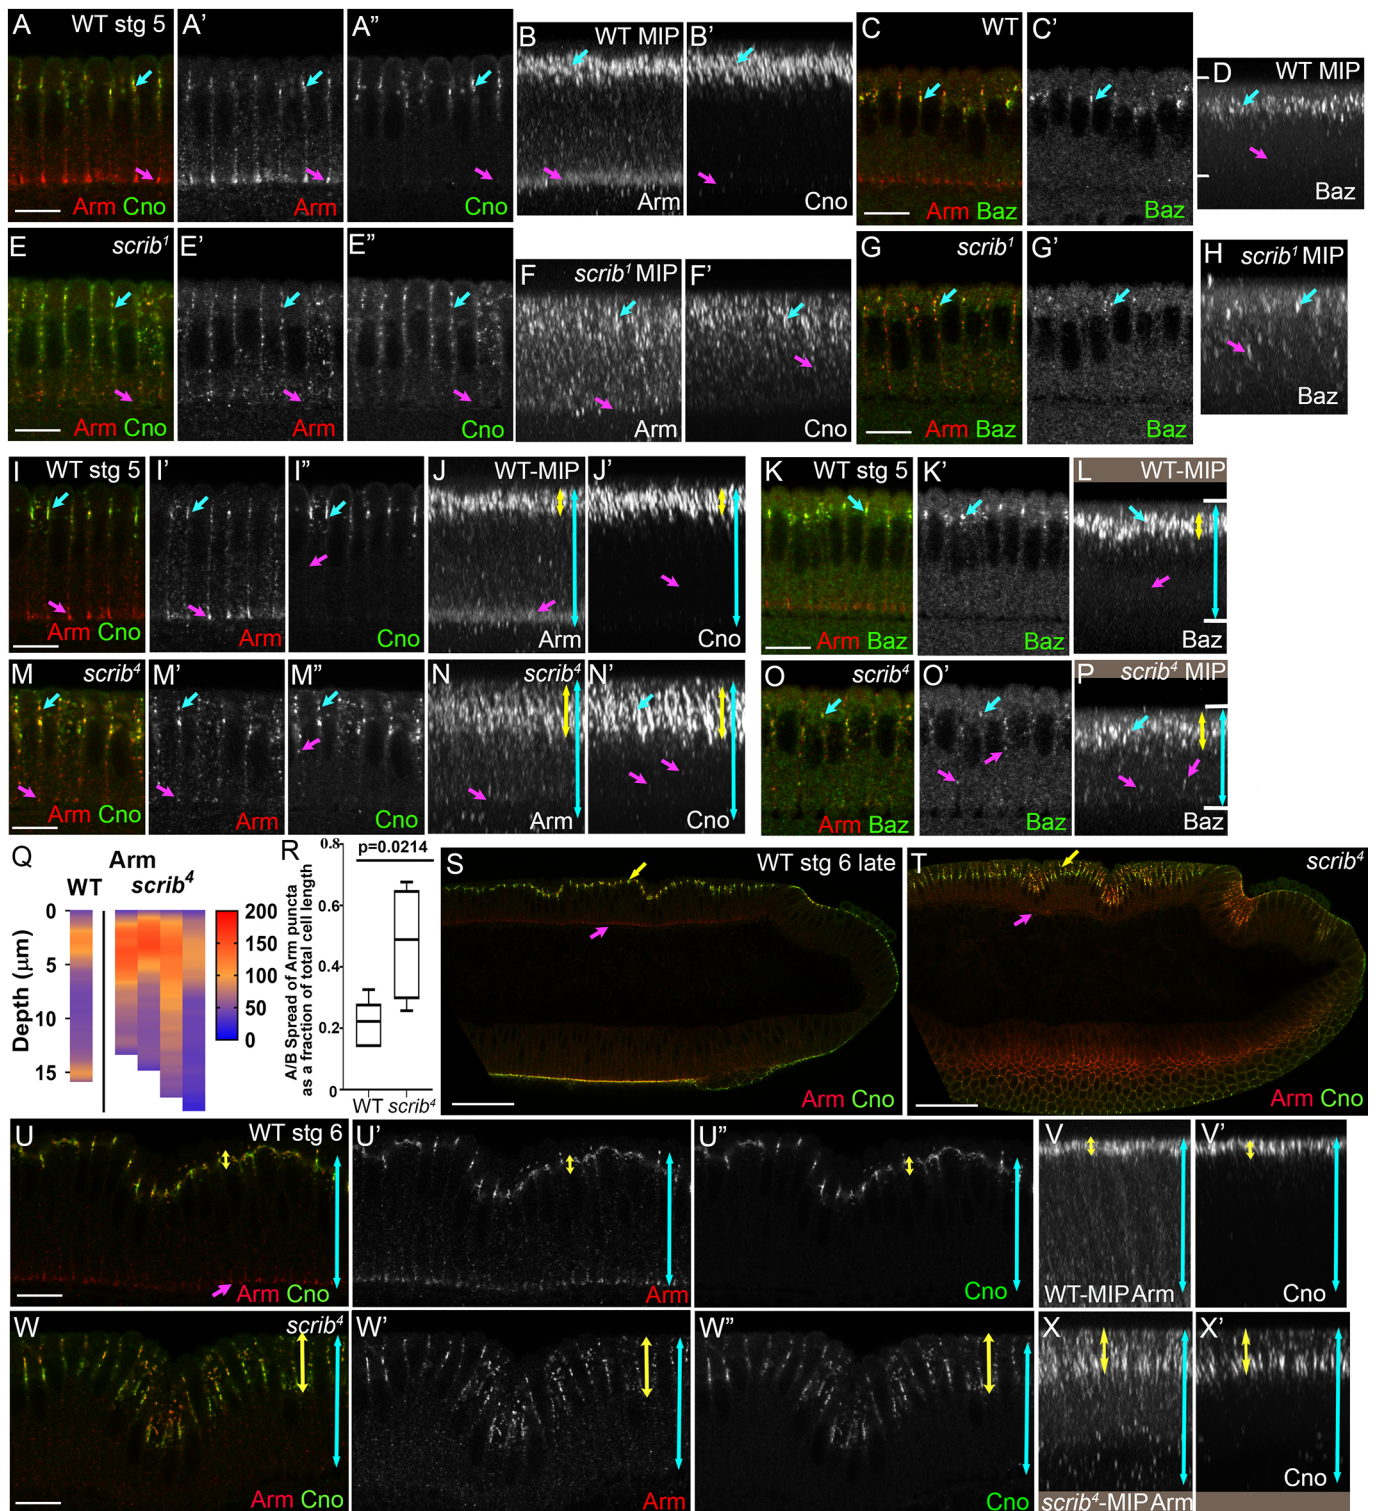 A WT stg 5 A' A" B WT MIP B' C WT C' D WT MIP
Arm Cno Arm Cno Arm Cno Arm Baz Baz Baz
E scrib1 E' E" F scrib1 MIP F' G scrib1 G' H scrib1 MIP
Arm Cno Arm Cno Arm Cno Arm Baz Baz Baz
I WT stg 5 I' I" J WT-MIP J' K WT stg 5 K' L WT-MIP
Arm Cno Arm Cno Arm Cno Arm Baz Baz Baz
M scrib4 M' M" N scrib4 N' O scrib4 O' P scrib4 MIP
Arm Cno Arm Cno Arm Cno Arm Baz Baz Baz
Q Arm
WT scrib4
Depth (μm)
0
5
10
15
200
150
100
50
0
R p=0.0214
A/B Spread of Arm puncta
as a fraction of total cell length
0.8
0.6
0.4
0.2
0
WT scrib4
S WT stg 6 late
Arm Cno
T scrib4
Arm Cno
U WT stg 6 U' U" V V'
Arm Cno Arm Cno WT-MIP Arm Cno
W scrib4 W' W" X X'
Arm Cno Arm Cno scrib4-MIP Arm Cno